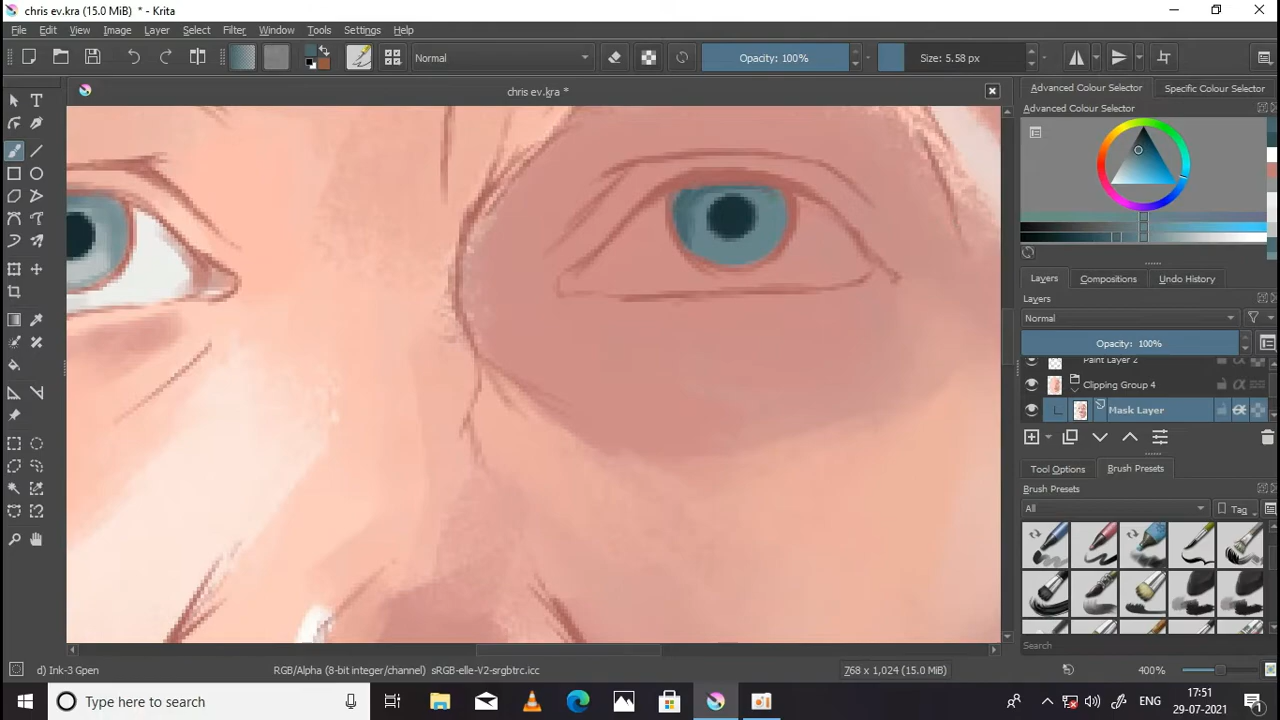 chris ev.kra (15.0 MiB) * - Krita
File Edit View Image Layer Select Filter Window Tools Settings Help
Normal
Opacity: 100%
Size: 5.58 px
chris ev.kra *
Advanced Colour Selector
Specific Colour Selector
Advanced Colour Selector
Layers
Compositions
Undo History
Layers
Normal
Opacity: 100%
Paint Layer 2
Clipping Group 4
Mask Layer
Tool Options
Brush Presets
Brush Presets
All
Tag
Search
d) Ink-3 Gpen
RGB/Alpha (8-bit integer/channel) sRGB-elle-V2-srgbtrc.icc
768 x 1,024 (15.0 MiB)
400%
Type here to search
ENG
17:51
29-07-2021
1